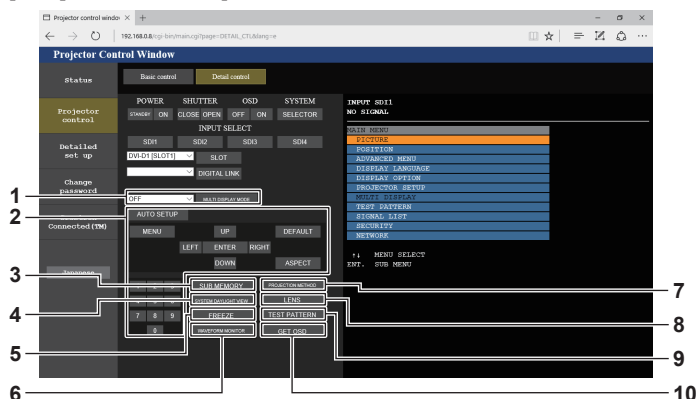 Projector control window
192.168.0.8/cgi-bin/main.cgi?page=DETAIL_CTL&lang=e
Projector Control Window
Status
Projector
control
Detailed
set up
Change
password
Connected(TM)
Japanese
Basic control
Detail control
POWER SHUTTER OSD SYSTEM
STANDBY ON CLOSE OPEN OFF ON SELECTOR
INPUT SELECT
SDI1 SDI2 SDI3 SDI4
DVI-D1 [SLOT1] SLOT
DIGITAL LINK
OFF MULTI DISPLAY MODE
AUTO SETUP
MENU UP DEFAULT
LEFT ENTER RIGHT
DOWN ASPECT
SUB MEMORY PROJECTION METHOD
SYSTEM DAYLIGHT VIEW LENS
7 8 9 FREEZE TEST PATTERN
0 WAVEFORM MONITOR GET OSD
INPUT SDI1
NO SIGNAL
MAIN MENU
PICTURE
POSITION
ADVANCED MENU
DISPLAY LANGUAGE
DISPLAY OPTION
PROJECTOR SETUP
MULTI DISPLAY
TEST PATTERN
SIGNAL LIST
SECURITY
NETWORK
↑↓ MENU SELECT
ENT. SUB MENU
1
2
3
4
5
6
7
8
9
10